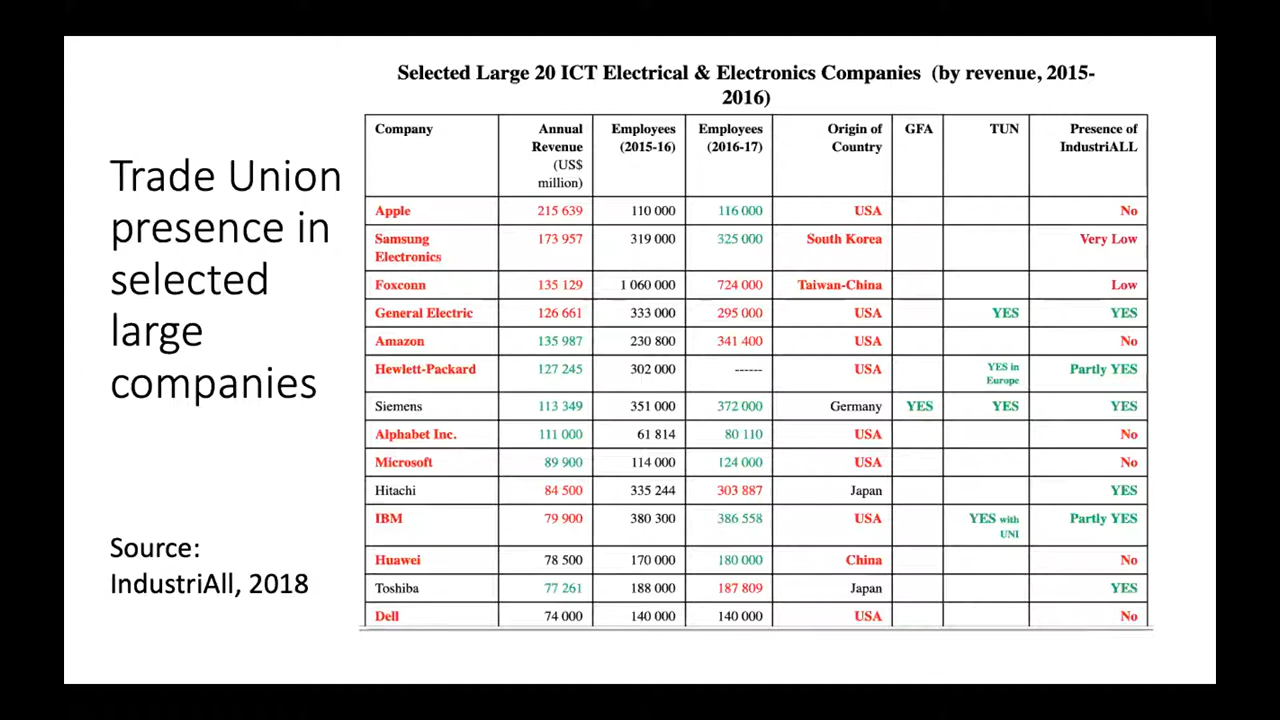 Trade Union
presence in
selected
large
companies
Source:
IndustriAll, 2018
Selected Large 20 ICT Electrical & Electronics Companies (by revenue, 2015-
2016)
Company Annual Revenue (US$ million) Employees (2015-16) Employees (2016-17) Origin of Country GFA TUN Presence of IndustriALL
Apple 215 639 110 000 116 000 USA No
Samsung Electronics 173 957 319 000 325 000 South Korea Very Low
Foxconn 135 129 1 060 000 724 000 Taiwan-China Low
General Electric 126 661 333 000 295 000 USA YES YES
Amazon 135 987 230 800 341 400 USA No
Hewlett-Packard 127 245 302 000 ------ USA YES in Europe Partly YES
Siemens 113 349 351 000 372 000 Germany YES YES YES
Alphabet Inc. 111 000 61 814 80 110 USA No
Microsoft 89 900 114 000 124 000 USA No
Hitachi 84 500 335 244 303 887 Japan YES
IBM 79 900 380 300 386 558 USA YES with UNI Partly YES
Huawei 78 500 170 000 180 000 China No
Toshiba 77 261 188 000 187 809 Japan YES
Dell 74 000 140 000 140 000 USA No